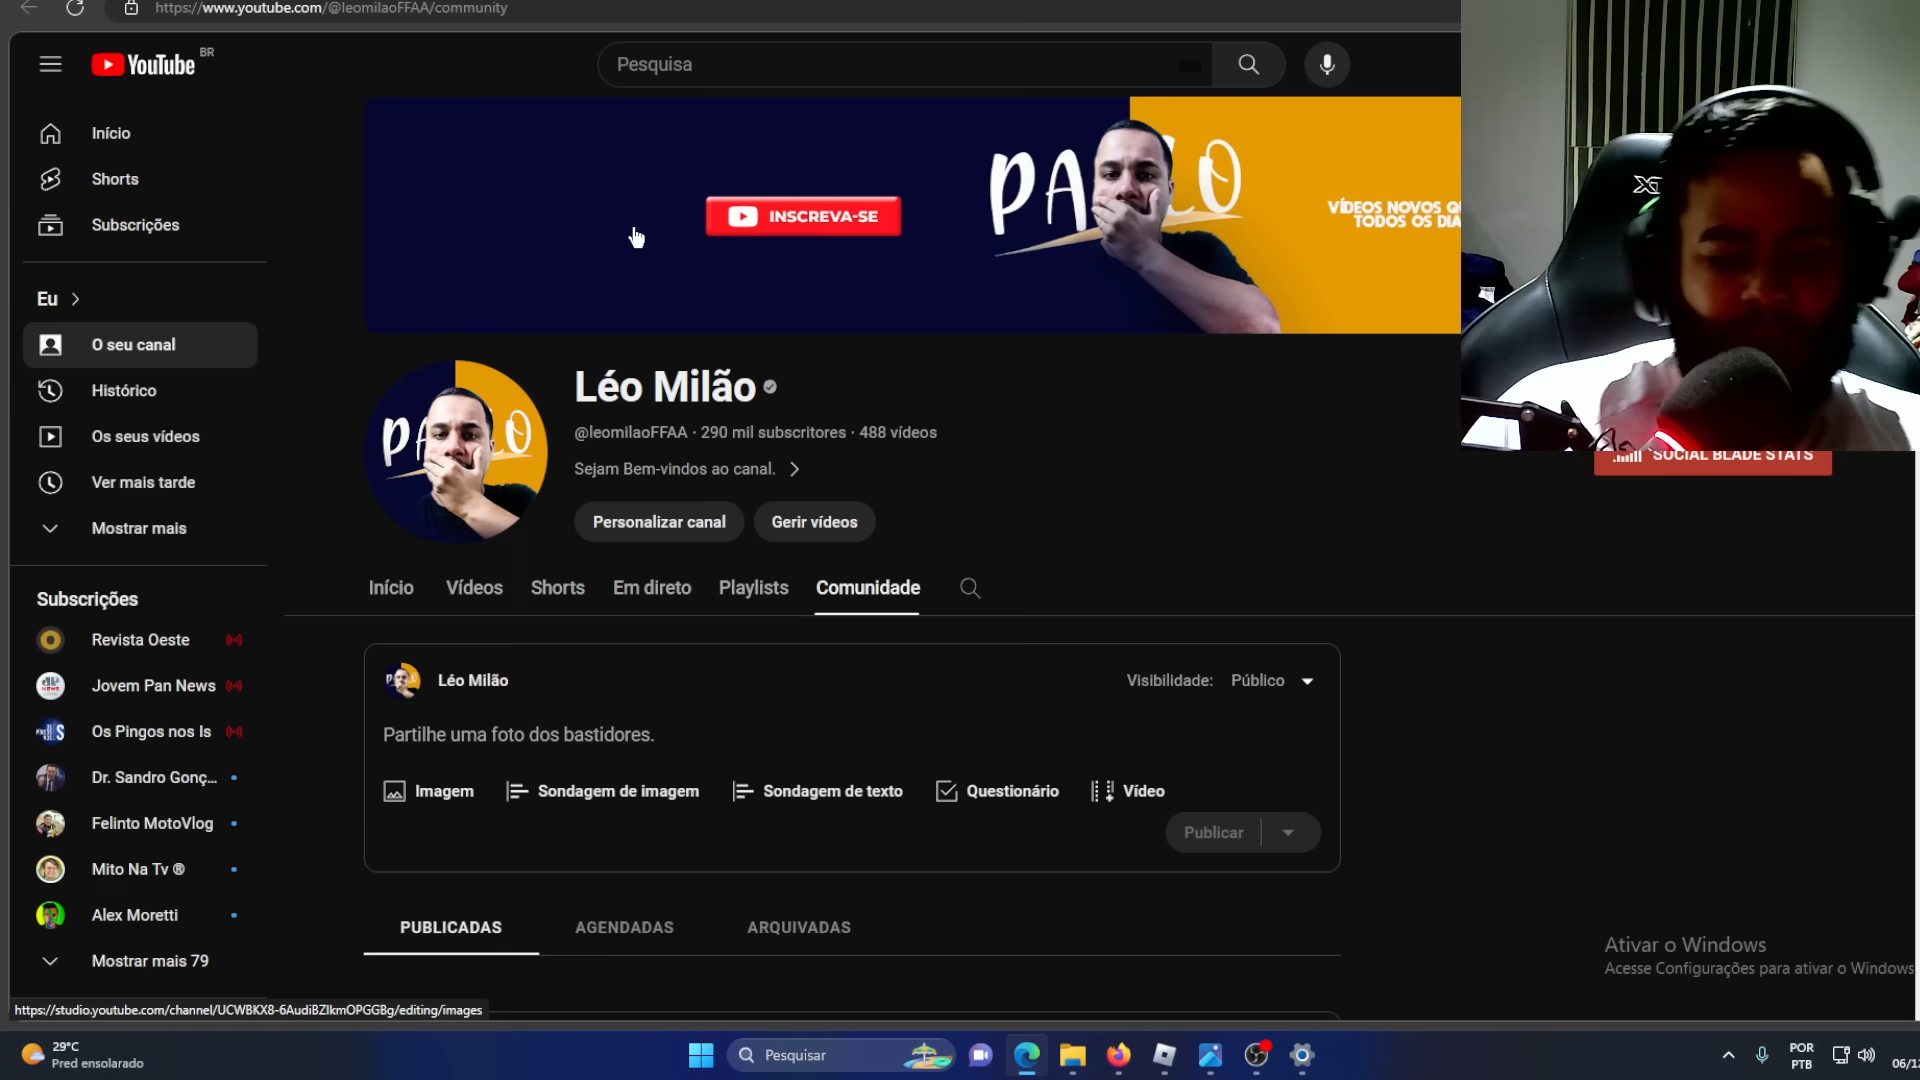 https://www.youtube.com/@leomilaoFFAA/community
YouTube BR
Pesquisa
Início
Shorts
Subscrições
Eu
O seu canal
Histórico
Os seus vídeos
Ver mais tarde
Mostrar mais
Subscrições
Revista Oeste
Jovem Pan News
Os Pingos nos Is
Dr. Sandro Gonç...
Felinto MotoVlog
Mito Na Tv ®
Alex Moretti
Mostrar mais 79
INSCREVA-SE
VÍDEOS NOVOS
TODOS OS DIA
Léo Milão
@leomilaoFFAA · 290 mil subscritores · 488 vídeos
Sejam Bem-vindos ao canal.
Personalizar canal
Gerir vídeos
SOCIAL BLADE STATS
Início
Vídeos
Shorts
Em direto
Playlists
Comunidade
Léo Milão
Visibilidade: Público
Partilhe uma foto dos bastidores.
Imagem
Sondagem de imagem
Sondagem de texto
Questionário
Vídeo
Publicar
PUBLICADAS
AGENDADAS
ARQUIVADAS
Ativar o Windows
Acesse Configurações para ativar o Windows
https://studio.youtube.com/channel/UCWBKX8-6AudiBZIkmOPGGBg/editing/images
29°C
Pred ensolarado
Pesquisar
POR
PTB